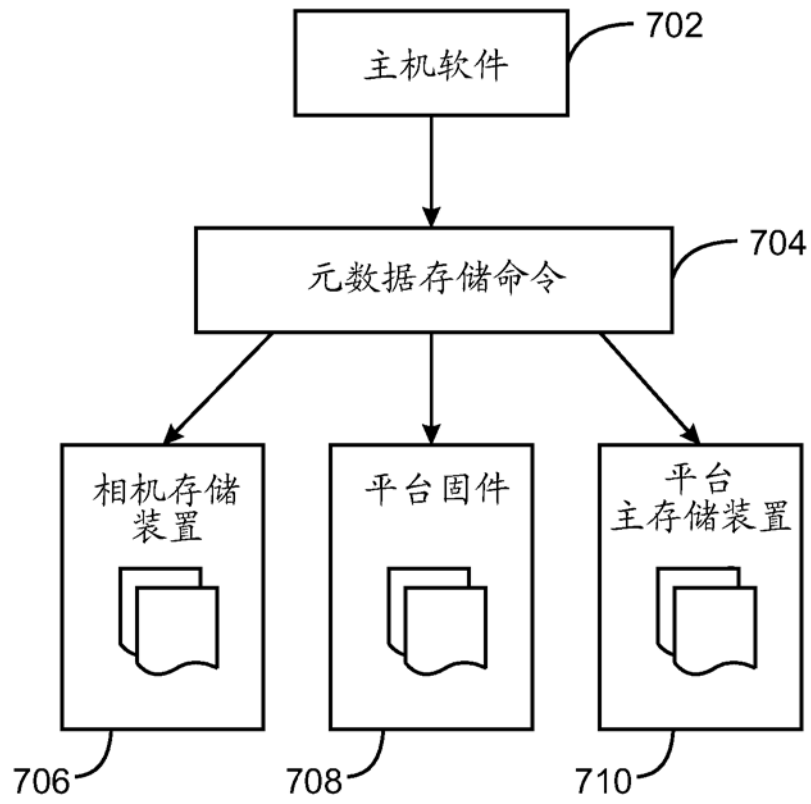 702
主机软件
704
元数据存储命令
相机存储
装置
平台固件
平台
主存储装置
706
708
710